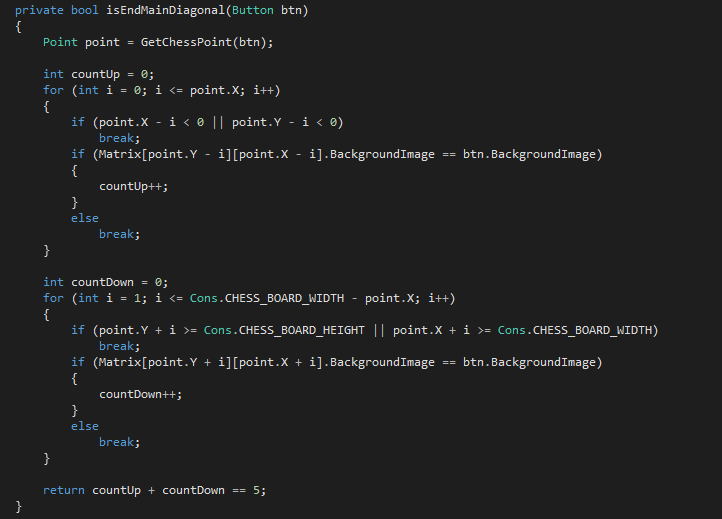 private bool isEndMainDiagonal(Button btn)
{
    Point point = GetChessPoint(btn);

    int countUp = 0;
    for (int i = 0; i <= point.X; i++)
    {
        if (point.X - i < 0 || point.Y - i < 0)
            break;
        if (Matrix[point.Y - i][point.X - i].BackgroundImage == btn.BackgroundImage)
        {
            countUp++;
        }
        else
            break;
    }

    int countDown = 0;
    for (int i = 1; i <= Cons.CHESS_BOARD_WIDTH - point.X; i++)
    {
        if (point.Y + i >= Cons.CHESS_BOARD_HEIGHT || point.X + i >= Cons.CHESS_BOARD_WIDTH)
            break;
        if (Matrix[point.Y + i][point.X + i].BackgroundImage == btn.BackgroundImage)
        {
            countDown++;
        }
        else
            break;
    }

    return countUp + countDown == 5;
}